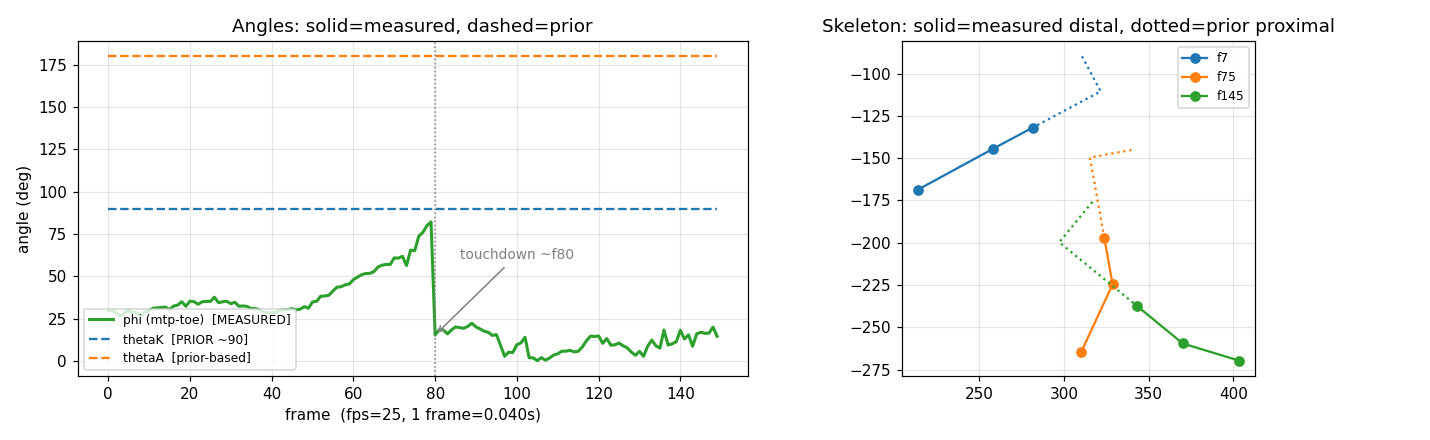 Angles: solid=measured, dashed=prior
angle (deg)
175
150
125
100
75
50
25
0
touchdown ~f80
phi (mtp-toe)  [MEASURED]
thetaK  [PRIOR ~90]
thetaA  [prior-based]
0 20 40 60 80 100 120 140
frame  (fps=25, 1 frame=0.040s)
Skeleton: solid=measured distal, dotted=prior proximal
−100
−125
−150
−175
−200
−225
−250
−275
f7
f75
f145
250 300 350 400